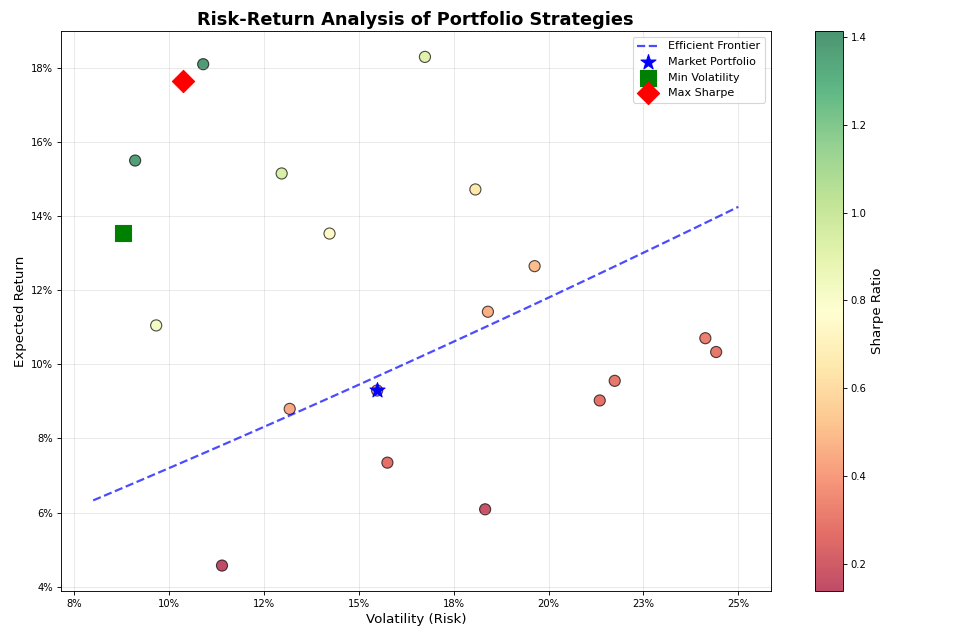 Risk-Return Analysis of Portfolio Strategies
Efficient Frontier
Market Portfolio
Min Volatility
Max Sharpe
Expected Return
18%
16%
14%
12%
10%
8%
6%
4%
8%
10%
12%
15%
18%
20%
23%
25%
Volatility (Risk)
1.4
1.2
1.0
0.8
0.6
0.4
0.2
Sharpe Ratio